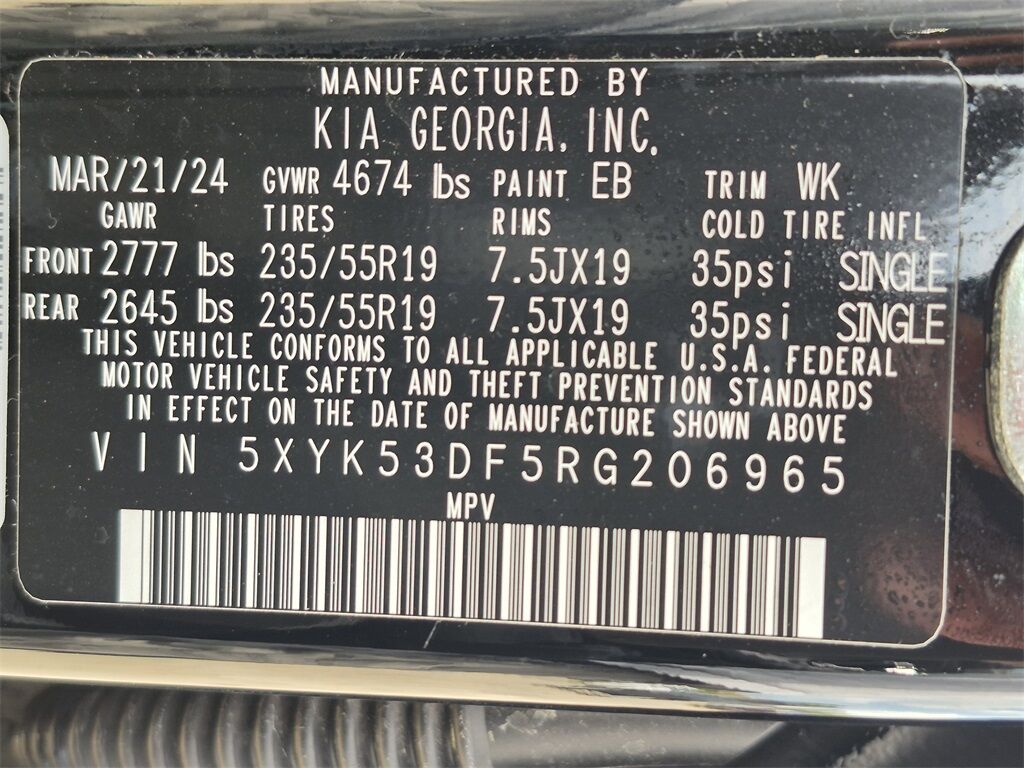 MANUFACTURED BY
KIA GEORGIA, INC.
MAR/21/24 GVWR 4674 lbs PAINT EB TRIM WK
GAWR TIRES RIMS COLD TIRE INFL
FRONT 2777 lbs 235/55R19 7.5JX19 35psi SINGLE
REAR 2645 lbs 235/55R19 7.5JX19 35psi SINGLE
THIS VEHICLE CONFORMS TO ALL APPLICABLE U.S.A. FEDERAL
MOTOR VEHICLE SAFETY AND THEFT PREVENTION STANDARDS
IN EFFECT ON THE DATE OF MANUFACTURE SHOWN ABOVE
VIN 5XYK53DF5RG206965
MPV